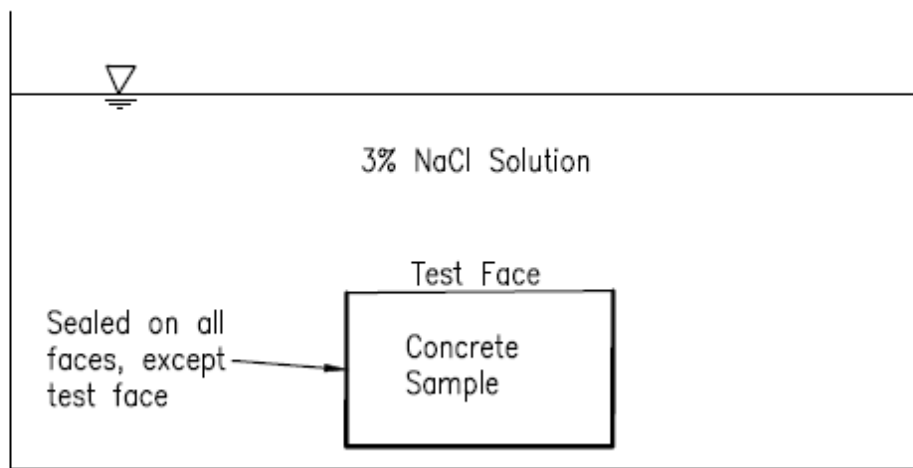 3% NaCl Solution
Test Face
Sealed on all
faces, except
test face
Concrete
Sample